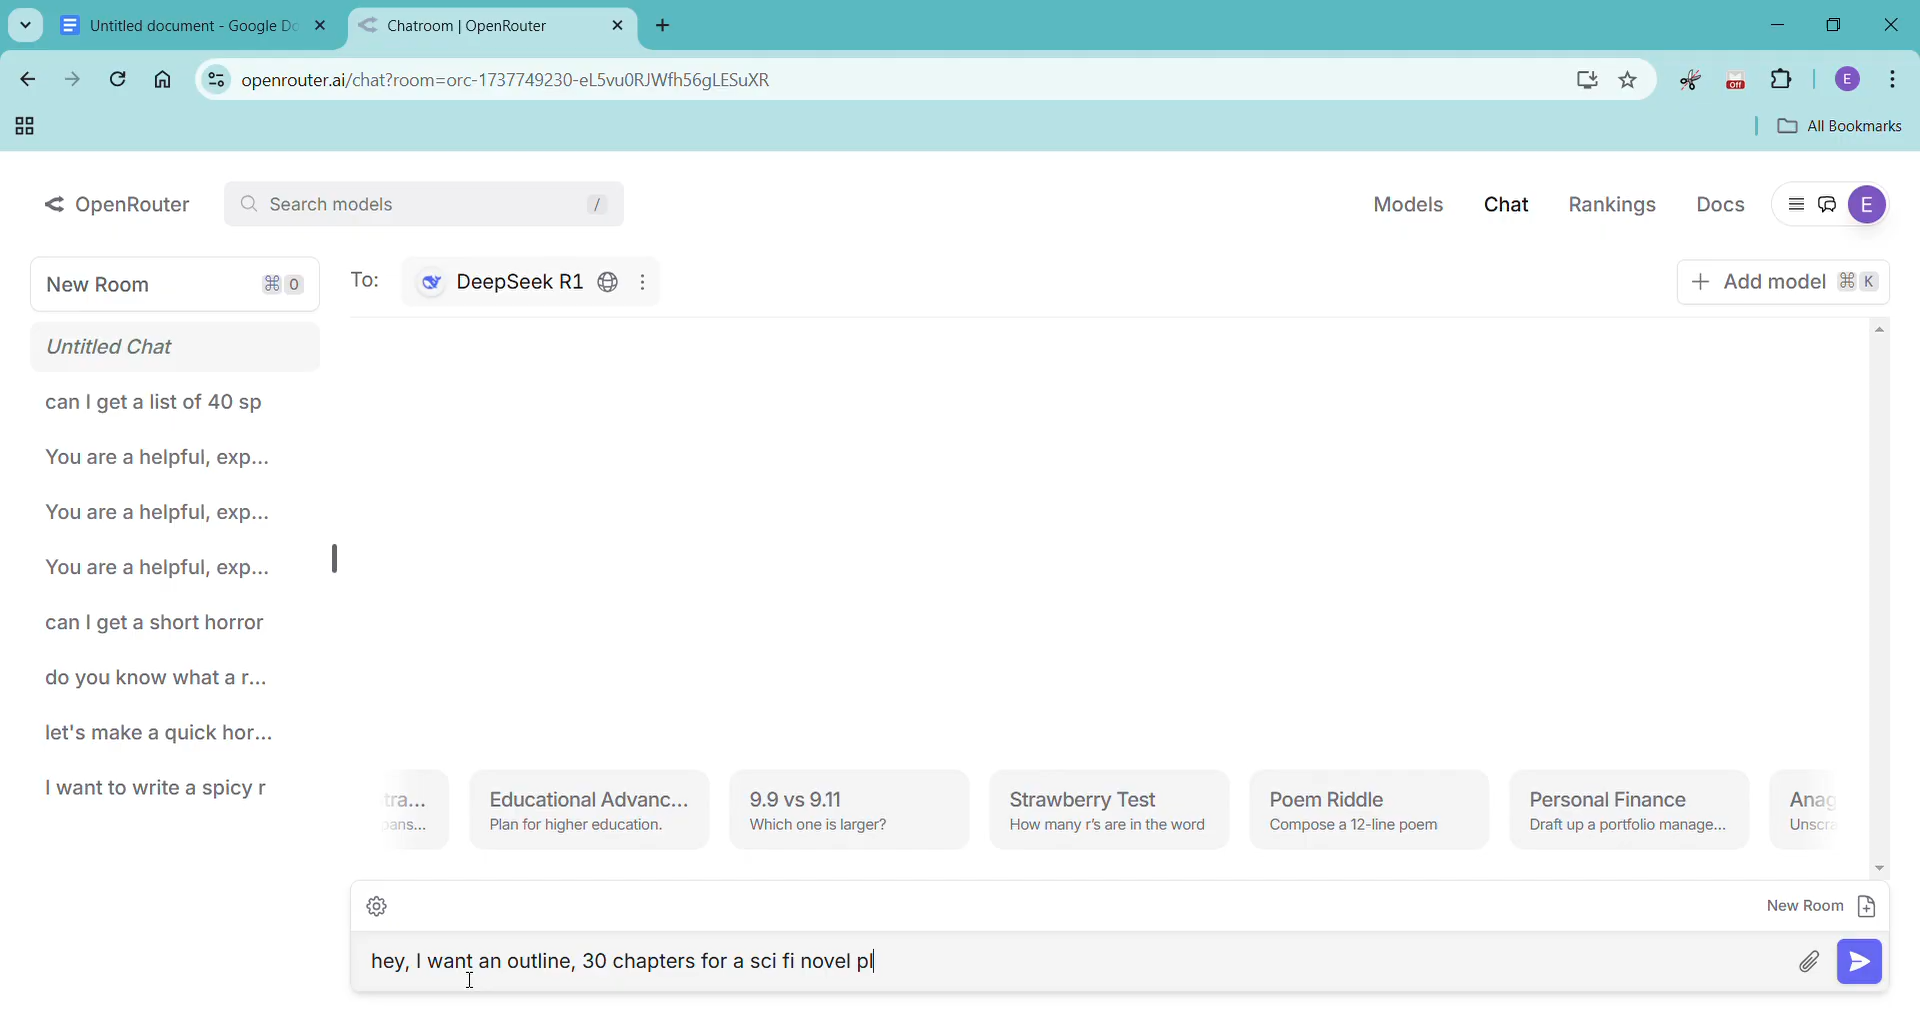 Untitled document - Google Do
Chatroom | OpenRouter
openrouter.ai/chat?room=orc-1737749230-eL5vu0RJWfh56gLESuXR
off
E
All Bookmarks
OpenRouter
Search models
/
Models
Chat
Rankings
Docs
E
New Room
⌘ 0
To:
DeepSeek R1
Add model
⌘ K
Untitled Chat
can I get a list of 40 sp
You are a helpful, exp...
You are a helpful, exp...
You are a helpful, exp...
can I get a short horror
do you know what a r...
let's make a quick hor...
I want to write a spicy r
tra...
pans...
Educational Advanc...
Plan for higher education.
9.9 vs 9.11
Which one is larger?
Strawberry Test
How many r's are in the word
Poem Riddle
Compose a 12-line poem
Personal Finance
Draft up a portfolio manage...
Anag
Unscra
New Room
hey, I want an outline, 30 chapters for a sci fi novel pl